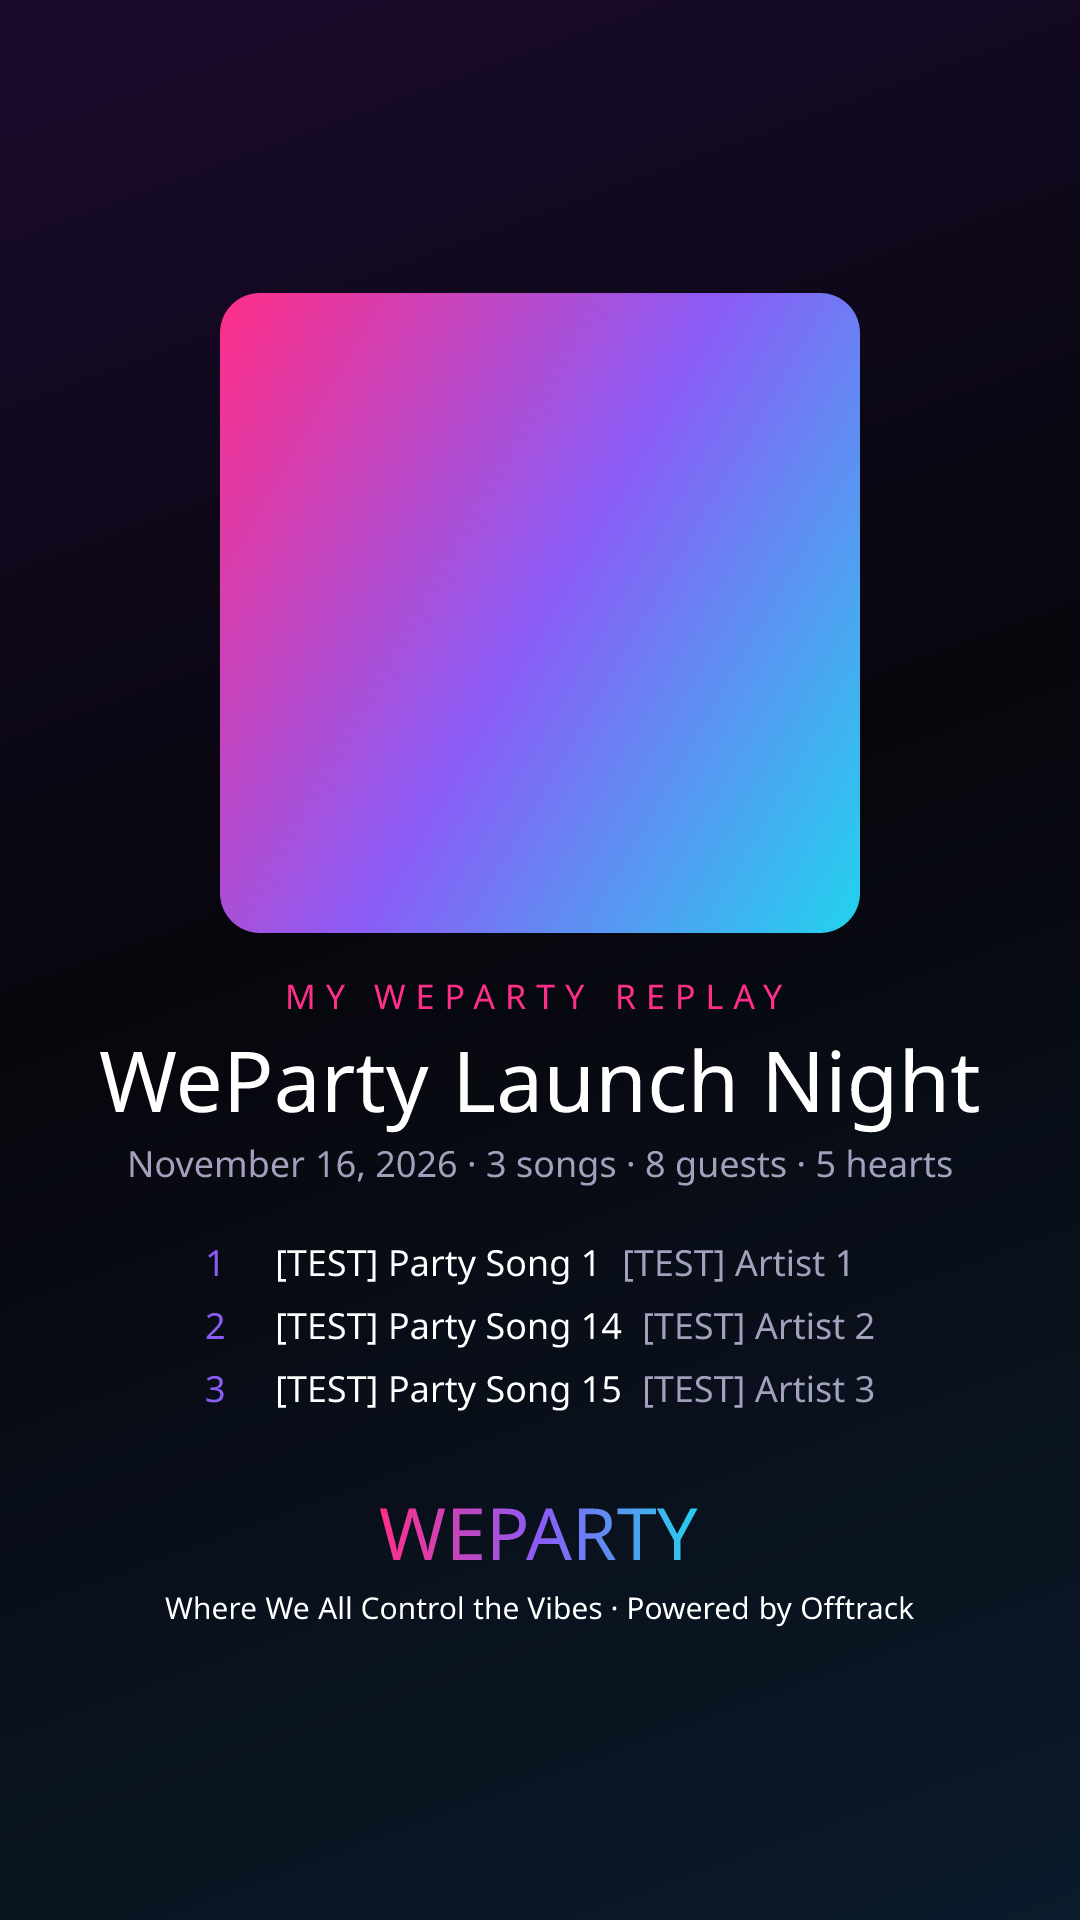 MY WEPARTY REPLAY
WeParty Launch Night
November 16, 2026 · 3 songs · 8 guests · 5 hearts
1 [TEST] Party Song 1 [TEST] Artist 1
2 [TEST] Party Song 14 [TEST] Artist 2
3 [TEST] Party Song 15 [TEST] Artist 3
WEPARTY
Where We All Control the Vibes · Powered by Offtrack